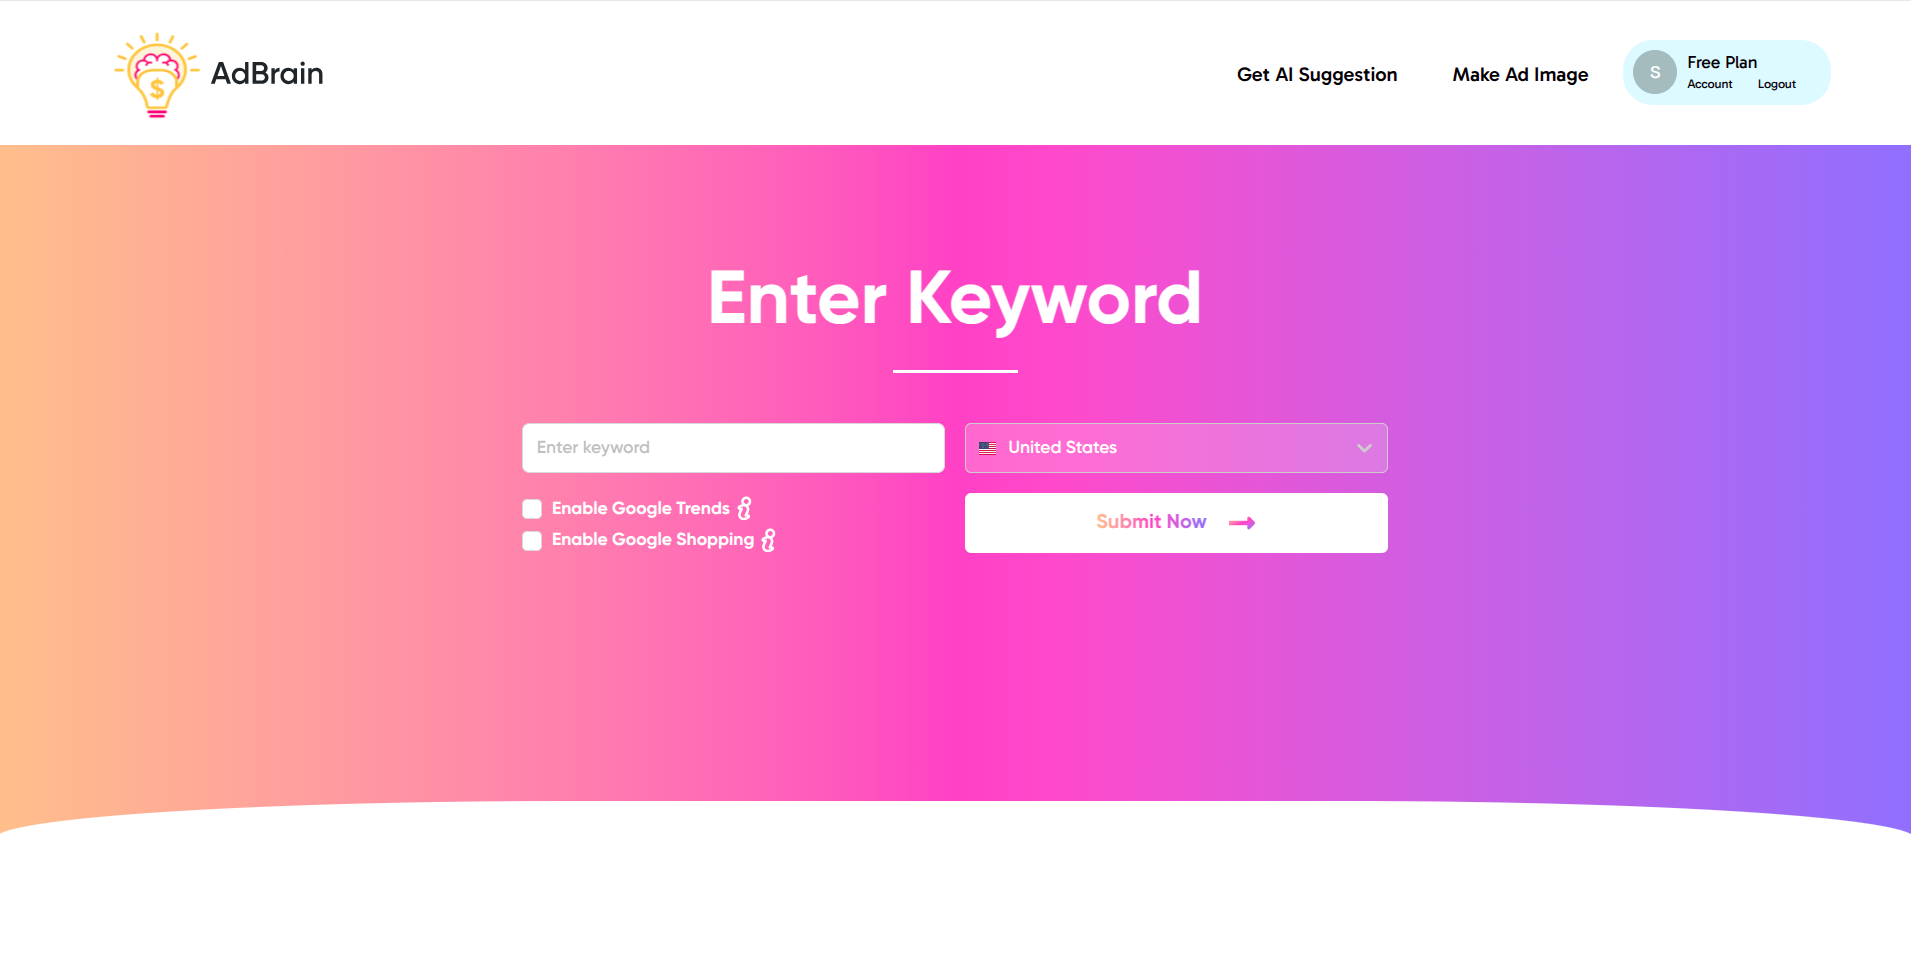 AdBrain
Get AI Suggestion
Make Ad Image
S
Free Plan
Account Logout
Enter Keyword
Enter keyword
United States
Enable Google Trends
Enable Google Shopping
Submit Now